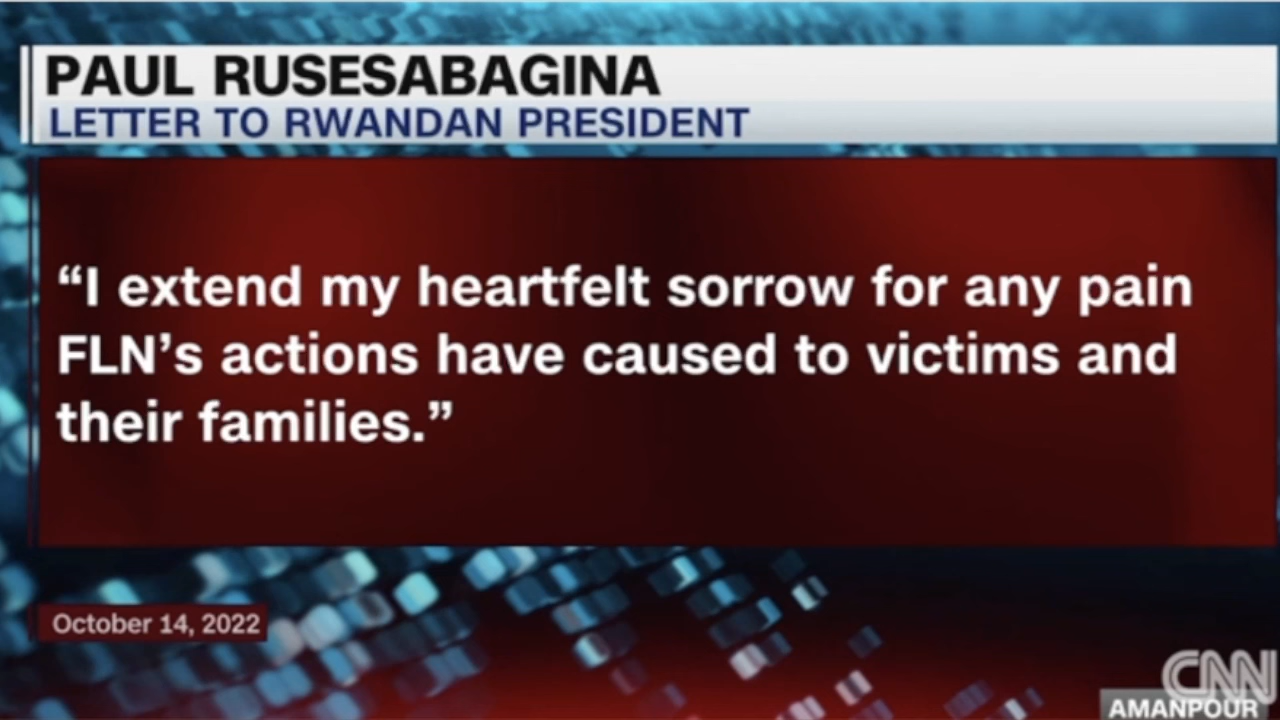 PAUL RUSESABAGINA
LETTER TO RWANDAN PRESIDENT
“I extend my heartfelt sorrow for any pain
FLN’s actions have caused to victims and
their families.”
October 14, 2022
CNN
AMANPOUR